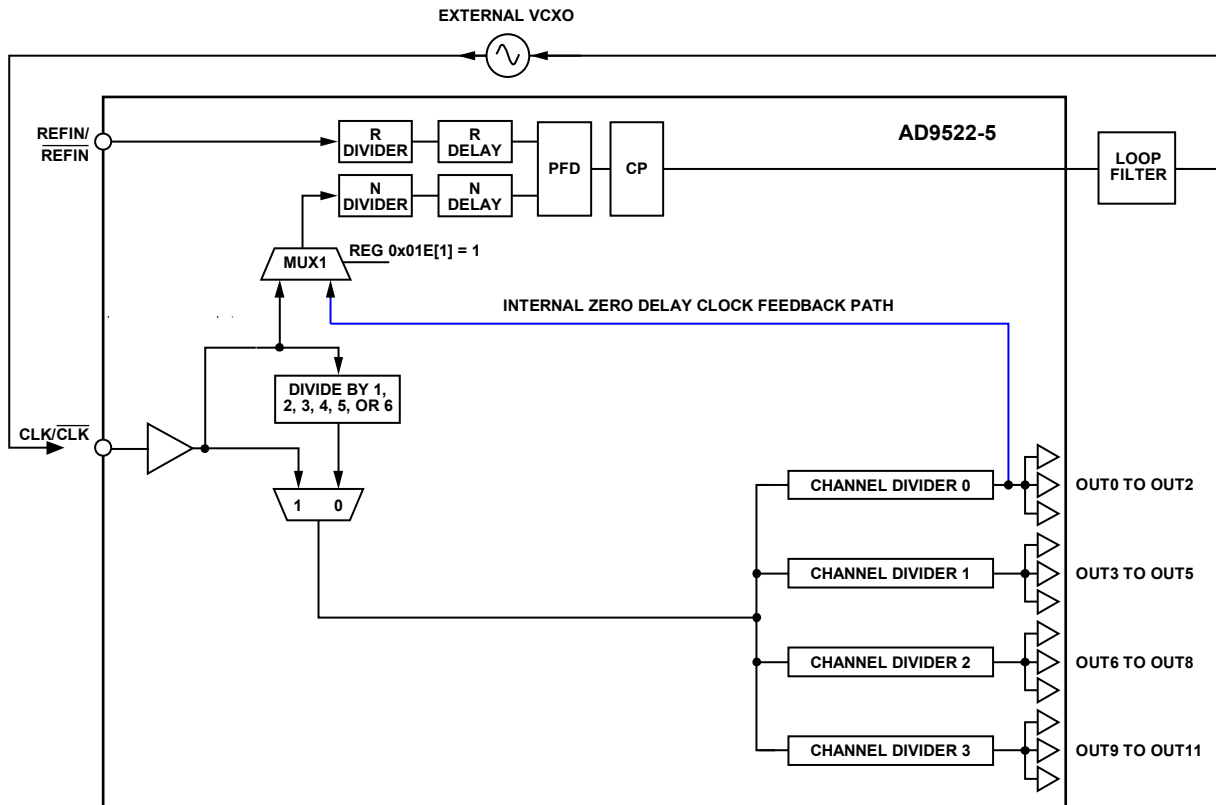 EXTERNAL VCXO
AD9522-5
REFIN/
REFIN
R
DIVIDER
R
DELAY
PFD
CP
LOOP
FILTER
N
DIVIDER
N
DELAY
MUX1
REG 0x01E[1] = 1
INTERNAL ZERO DELAY CLOCK FEEDBACK PATH
DIVIDE BY 1,
2, 3, 4, 5, OR 6
CLK/CLK
1 0
CHANNEL DIVIDER 0
OUT0 TO OUT2
CHANNEL DIVIDER 1
OUT3 TO OUT5
CHANNEL DIVIDER 2
OUT6 TO OUT8
CHANNEL DIVIDER 3
OUT9 TO OUT11